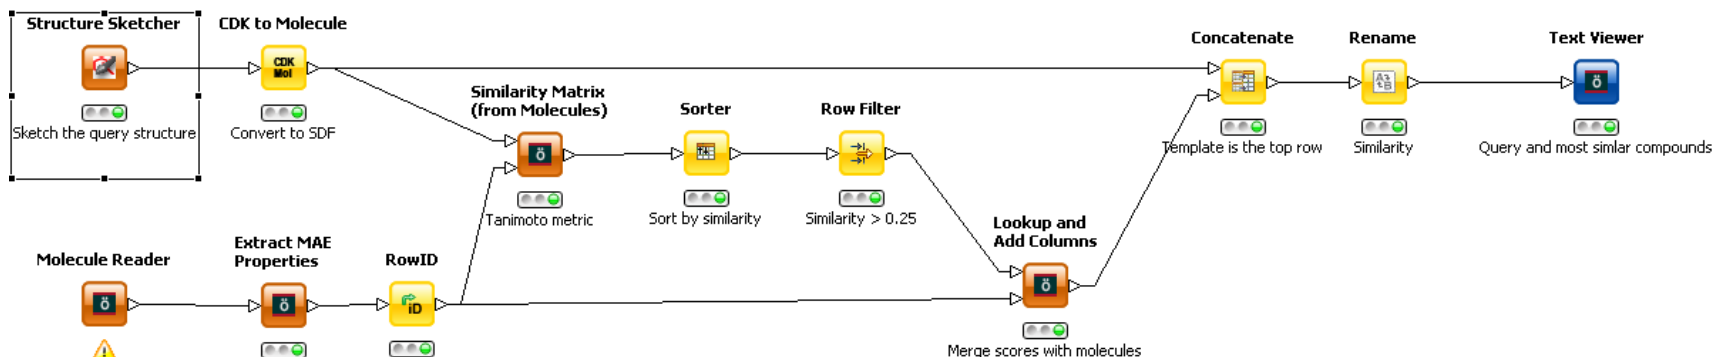 Structure Sketcher
Sketch the query structure
CDK to Molecule
CDK
Mol
Convert to SDF
Similarity Matrix
(from Molecules)
ö
Tanimoto metric
Sorter
Sort by similarity
Row Filter
Similarity > 0.25
Concatenate
Template is the top row
Rename
A
B
Similarity
Text Viewer
ö
Query and most simlar compounds
Molecule Reader
ö
Extract MAE
Properties
ö
RowID
iD
Lookup and
Add Columns
ö
Merge scores with molecules